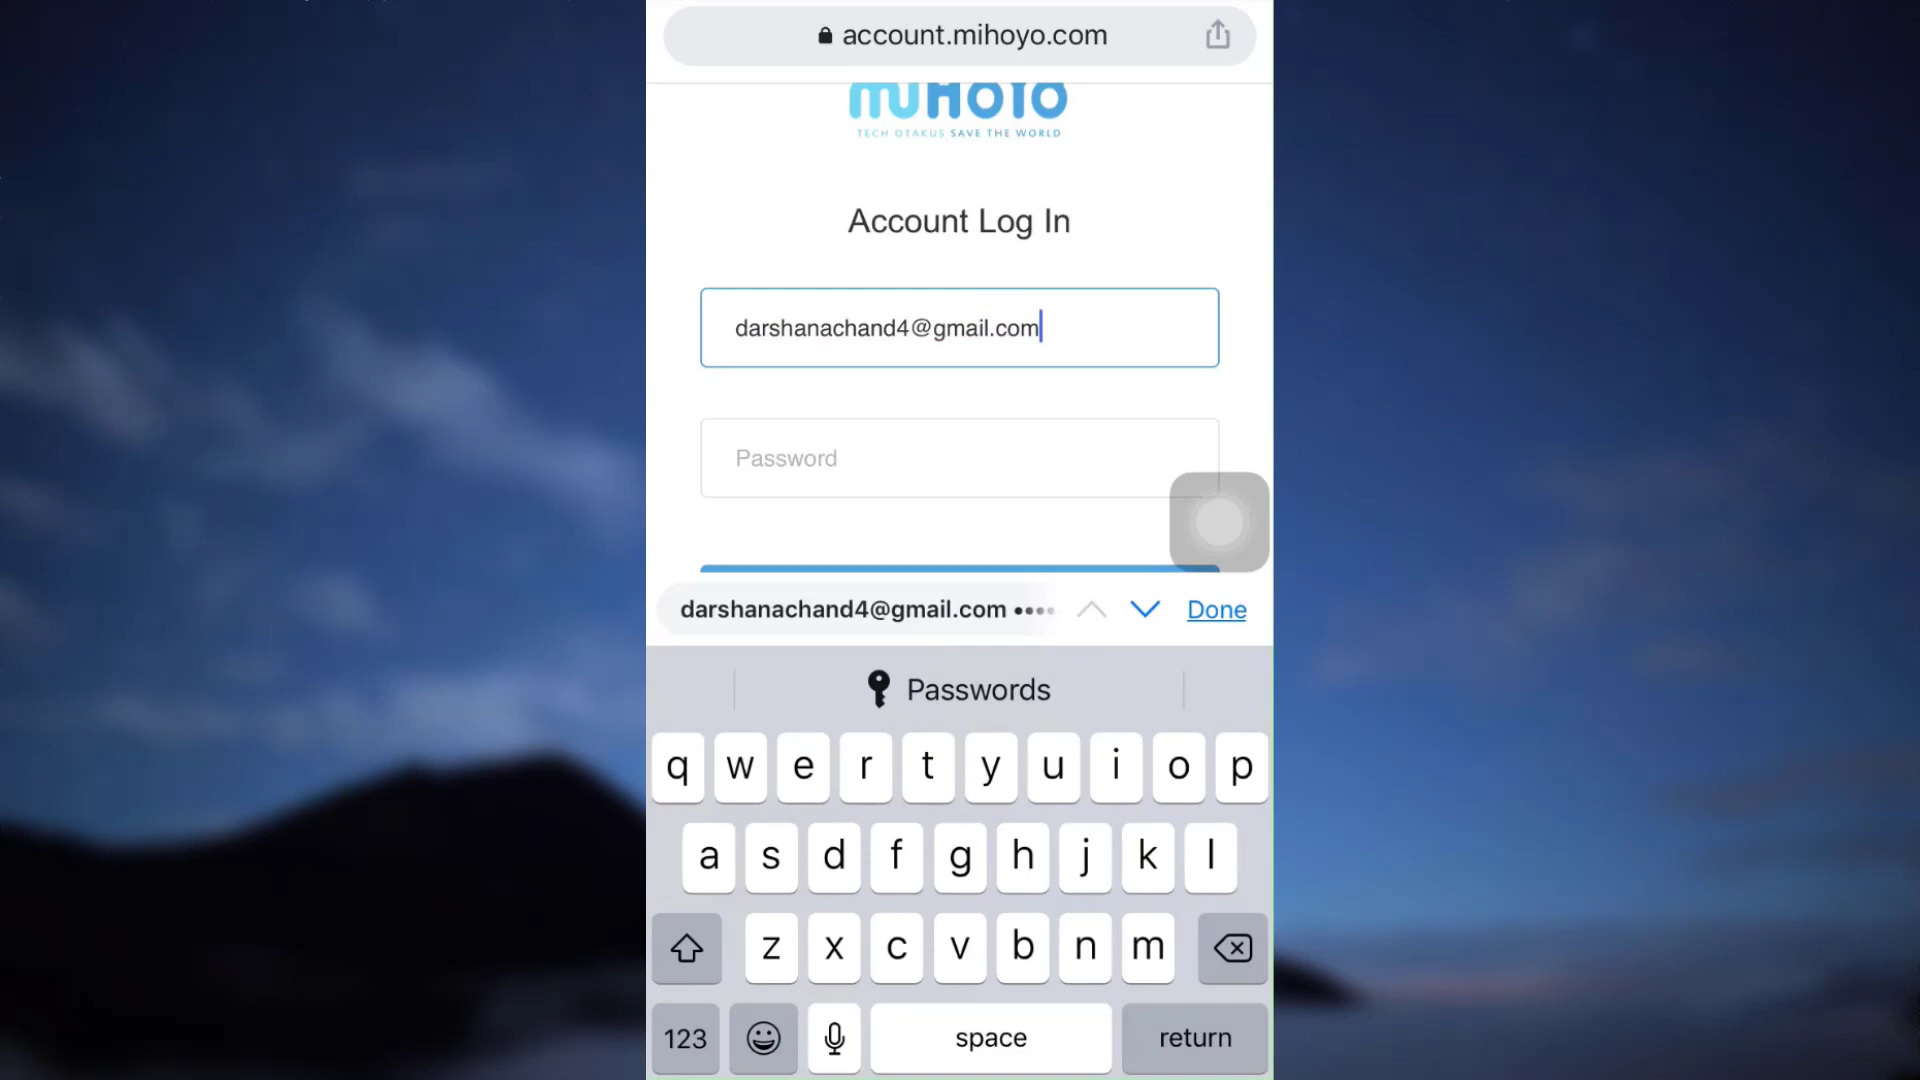 account.mihoyo.com
miHoYo
TECH OTAKUS SAVE THE WORLD
Account Log In
darshanachand4@gmail.com
Password
darshanachand4@gmail.com ••••
Done
Passwords
q w e r t y u i o p
a s d f g h j k l
z x c v b n m
123 space return